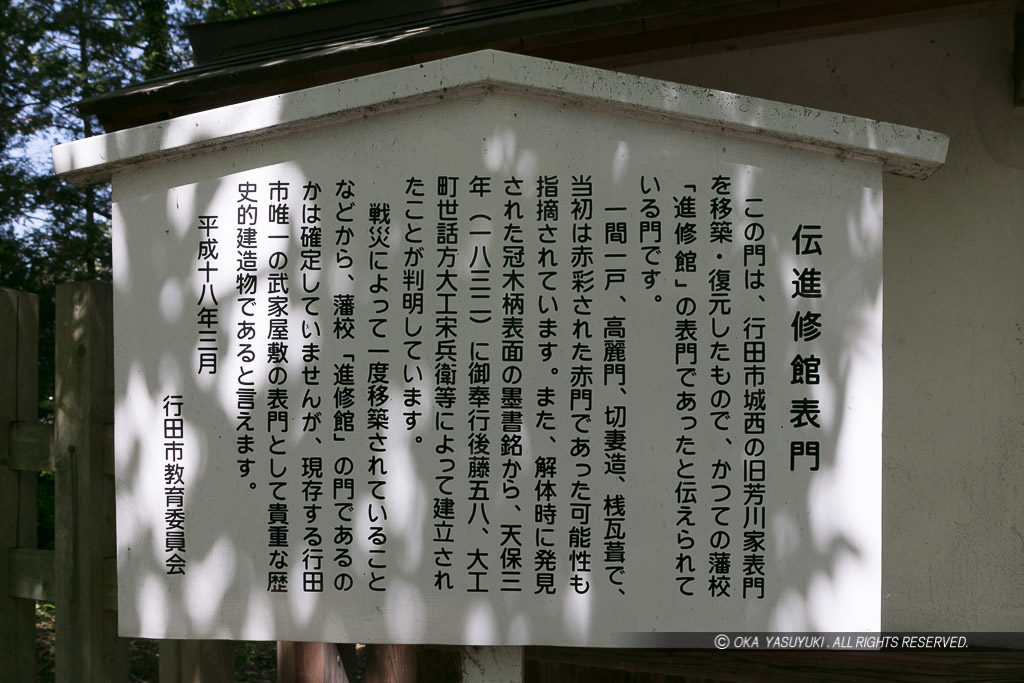 伝進修館表門
この門は、行田市城西の旧芳川家表門
を移築・復元したもので、かつての藩校
「進修館」の表門であったと伝えられて
いる門です。
一間一戸、高麗門、切妻造、桟瓦葺で、
当初は赤彩された赤門であった可能性も
指摘されています。また、解体時に発見
された冠木柄表面の墨書銘から、天保三
年（一八三二）に御奉行後藤五八、大工
町世話方大工宋兵衛等によって建立され
たことが判明しています。
戦災によって一度移築されていること
などから、藩校「進修館」の門であるの
かは確定していませんが、現存する行田
市唯一の武家屋敷の表門として貴重な歴
史的建造物であると言えます。
平成十八年三月
行田市教育委員会
© OKA YASUYUKI. ALL RIGHTS RESERVED.